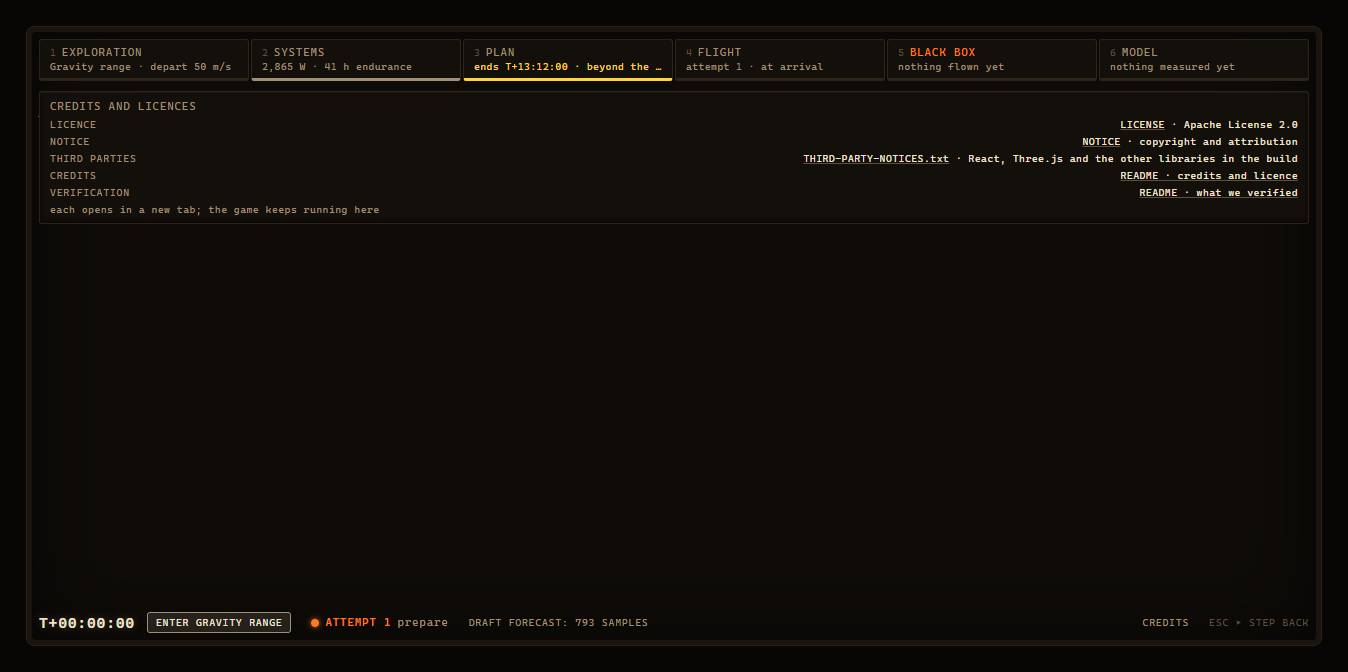 1 EXPLORATION
Gravity range · depart 50 m/s
2 SYSTEMS
2,865 W · 41 h endurance
3 PLAN
ends T+13:12:00 · beyond the …
4 FLIGHT
attempt 1 · at arrival
5 BLACK BOX
nothing flown yet
6 MODEL
nothing measured yet
CREDITS AND LICENCES
LICENCE LICENSE · Apache License 2.0
NOTICE NOTICE · copyright and attribution
THIRD PARTIES THIRD-PARTY-NOTICES.txt · React, Three.js and the other libraries in the build
CREDITS README · credits and licence
VERIFICATION README · what we verified
each opens in a new tab; the game keeps running here
T+00:00:00 ENTER GRAVITY RANGE ATTEMPT 1 prepare DRAFT FORECAST: 793 SAMPLES CREDITS ESC ▸ STEP BACK